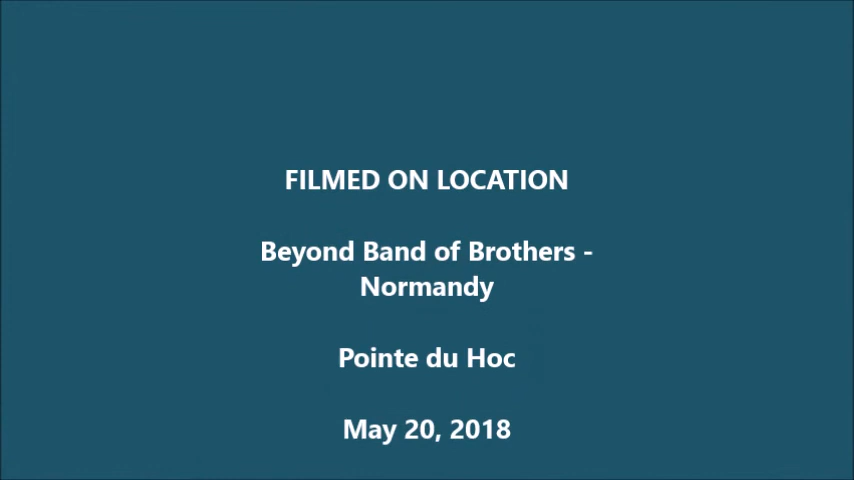 FILMED ON LOCATION
Beyond Band of Brothers -
Normandy
Pointe du Hoc
May 20, 2018